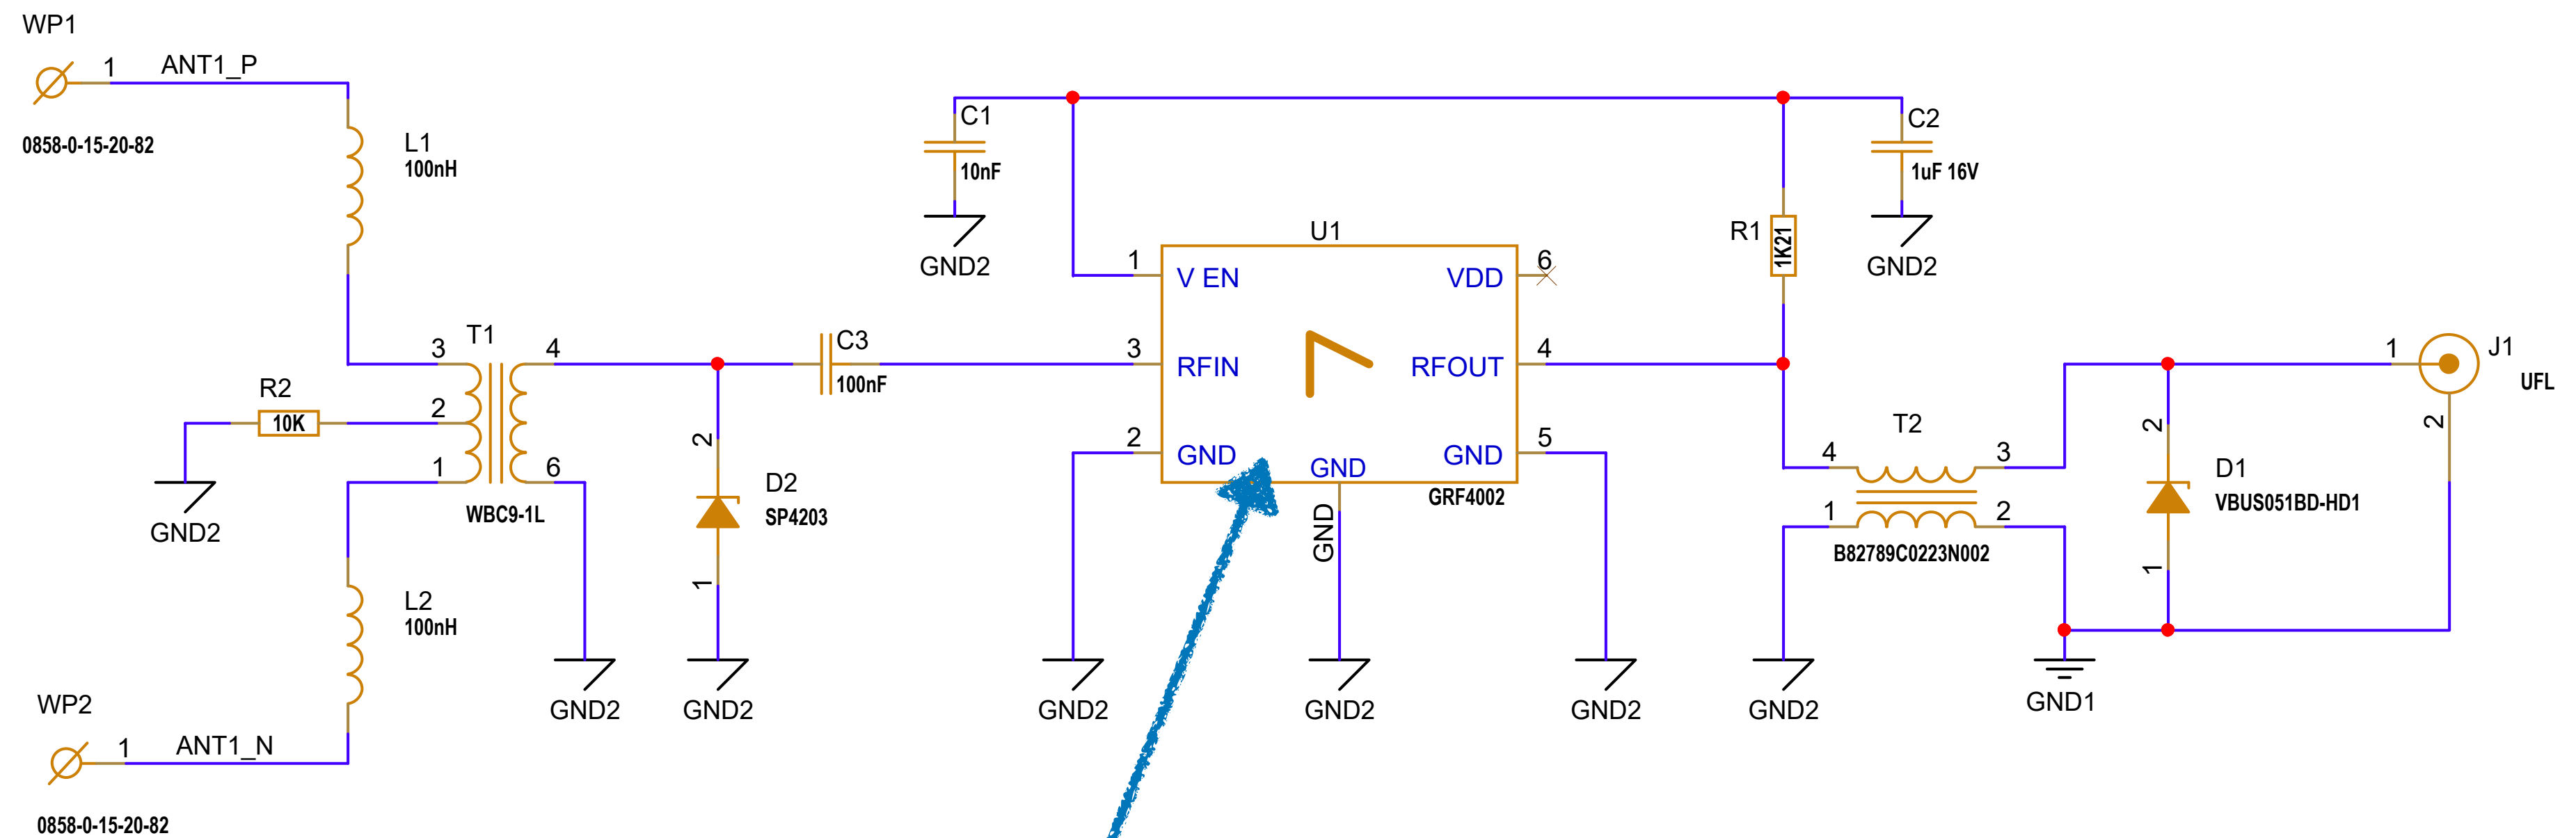 WP1
1
ANT1_P
0858-0-15-20-82
L1
100nH
R2
10K
GND2
3
2
1
T1
4
6
WBC9-1L
GND2
L2
100nH
WP2
1
ANT1_N
0858-0-15-20-82
2
D2
SP4203
1
GND2
C3
100nF
C1
10nF
GND2
U1
1
V EN
VDD
6
3
RFIN
RFOUT
4
2
GND
GND
GND
5
GRF4002
GND
GND2
GND2
GND2
R1
1K21
C2
1uF 16V
GND2
T2
4
3
1
2
B82789C0223N002
GND2
GND1
2
D1
VBUS051BD-HD1
1
1
J1
UFL
2